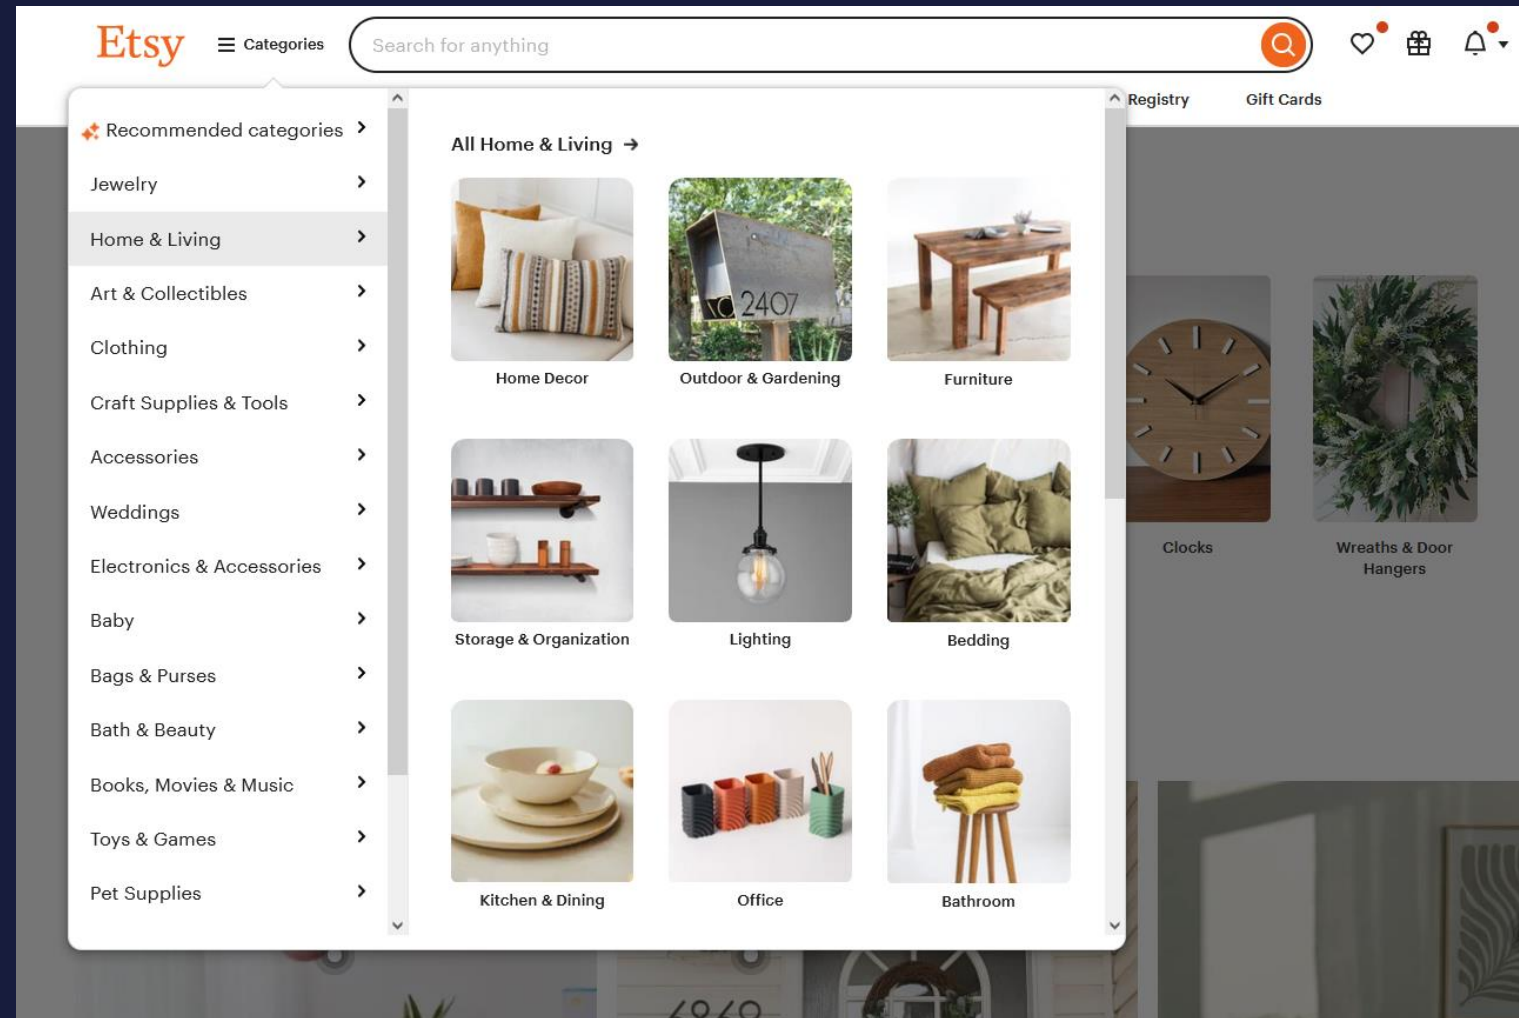 Etsy
Categories
Search for anything
Registry
Gift Cards
Recommended categories
Jewelry
Home & Living
Art & Collectibles
Clothing
Craft Supplies & Tools
Accessories
Weddings
Electronics & Accessories
Baby
Bags & Purses
Bath & Beauty
Books, Movies & Music
Toys & Games
Pet Supplies
All Home & Living →
2407
Home Decor
Outdoor & Gardening
Furniture
Storage & Organization
Lighting
Bedding
Kitchen & Dining
Office
Bathroom
Clocks
Wreaths & Door
Hangers